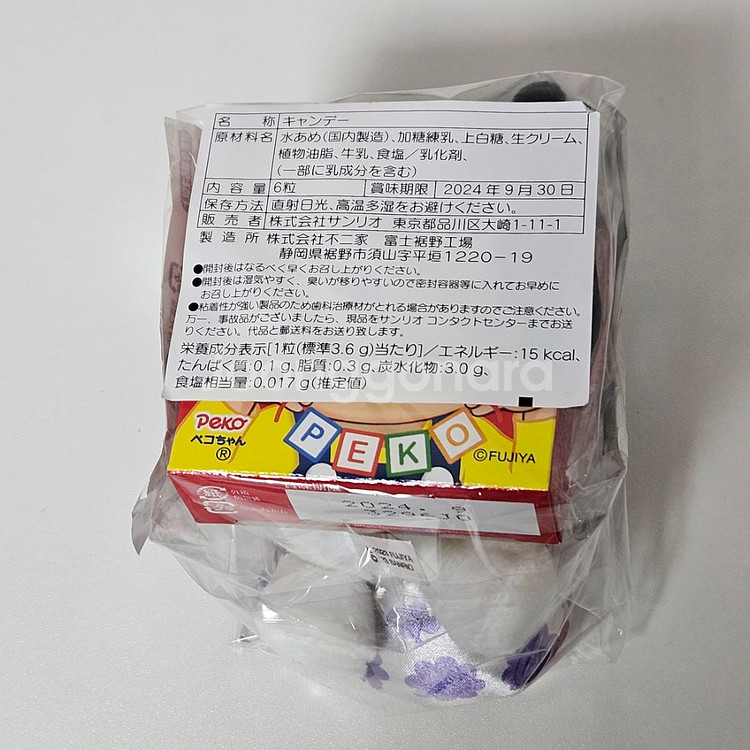 名称 キャンデー
原材料名 水あめ(国内製造)、加糖練乳、上白糖、生クリーム、
植物油脂、牛乳、食塩/乳化剤、
(一部に乳成分を含む)
内容量 6粒 賞味期限 2024年9月30日
保存方法 直射日光、高温多湿をお避けください。
販売者 株式会社サンリオ 東京都品川区大崎1-11-1
製造所 株式会社不二家 富士裾野工場
静岡県裾野市須山字平垣1220-19
●開封後はなるべく早くお召し上がりください。
●開封後は湿気やすく、臭いが移りやすいので密封容器等に入れてお早めに
お召し上がりください。
●粘着性が強い製品のため歯科治療材がとれる場合がありますのでご注意ください。
万一、事故品がございましたら、現品をサンリオ コンタクトセンターまでお送
りください。代品と郵送料をお送り致します。
栄養成分表示[1粒(標準3.6g)当たり]/エネルギー:15kcal、
たんぱく質:0.1g、脂質:0.3g、炭水化物:3.0g、
食塩相当量:0.017g(推定値)
Peko
ペコちゃん
®
PEKO
©FUJIYA
紙 外箱
2024. 9
FUJIYA